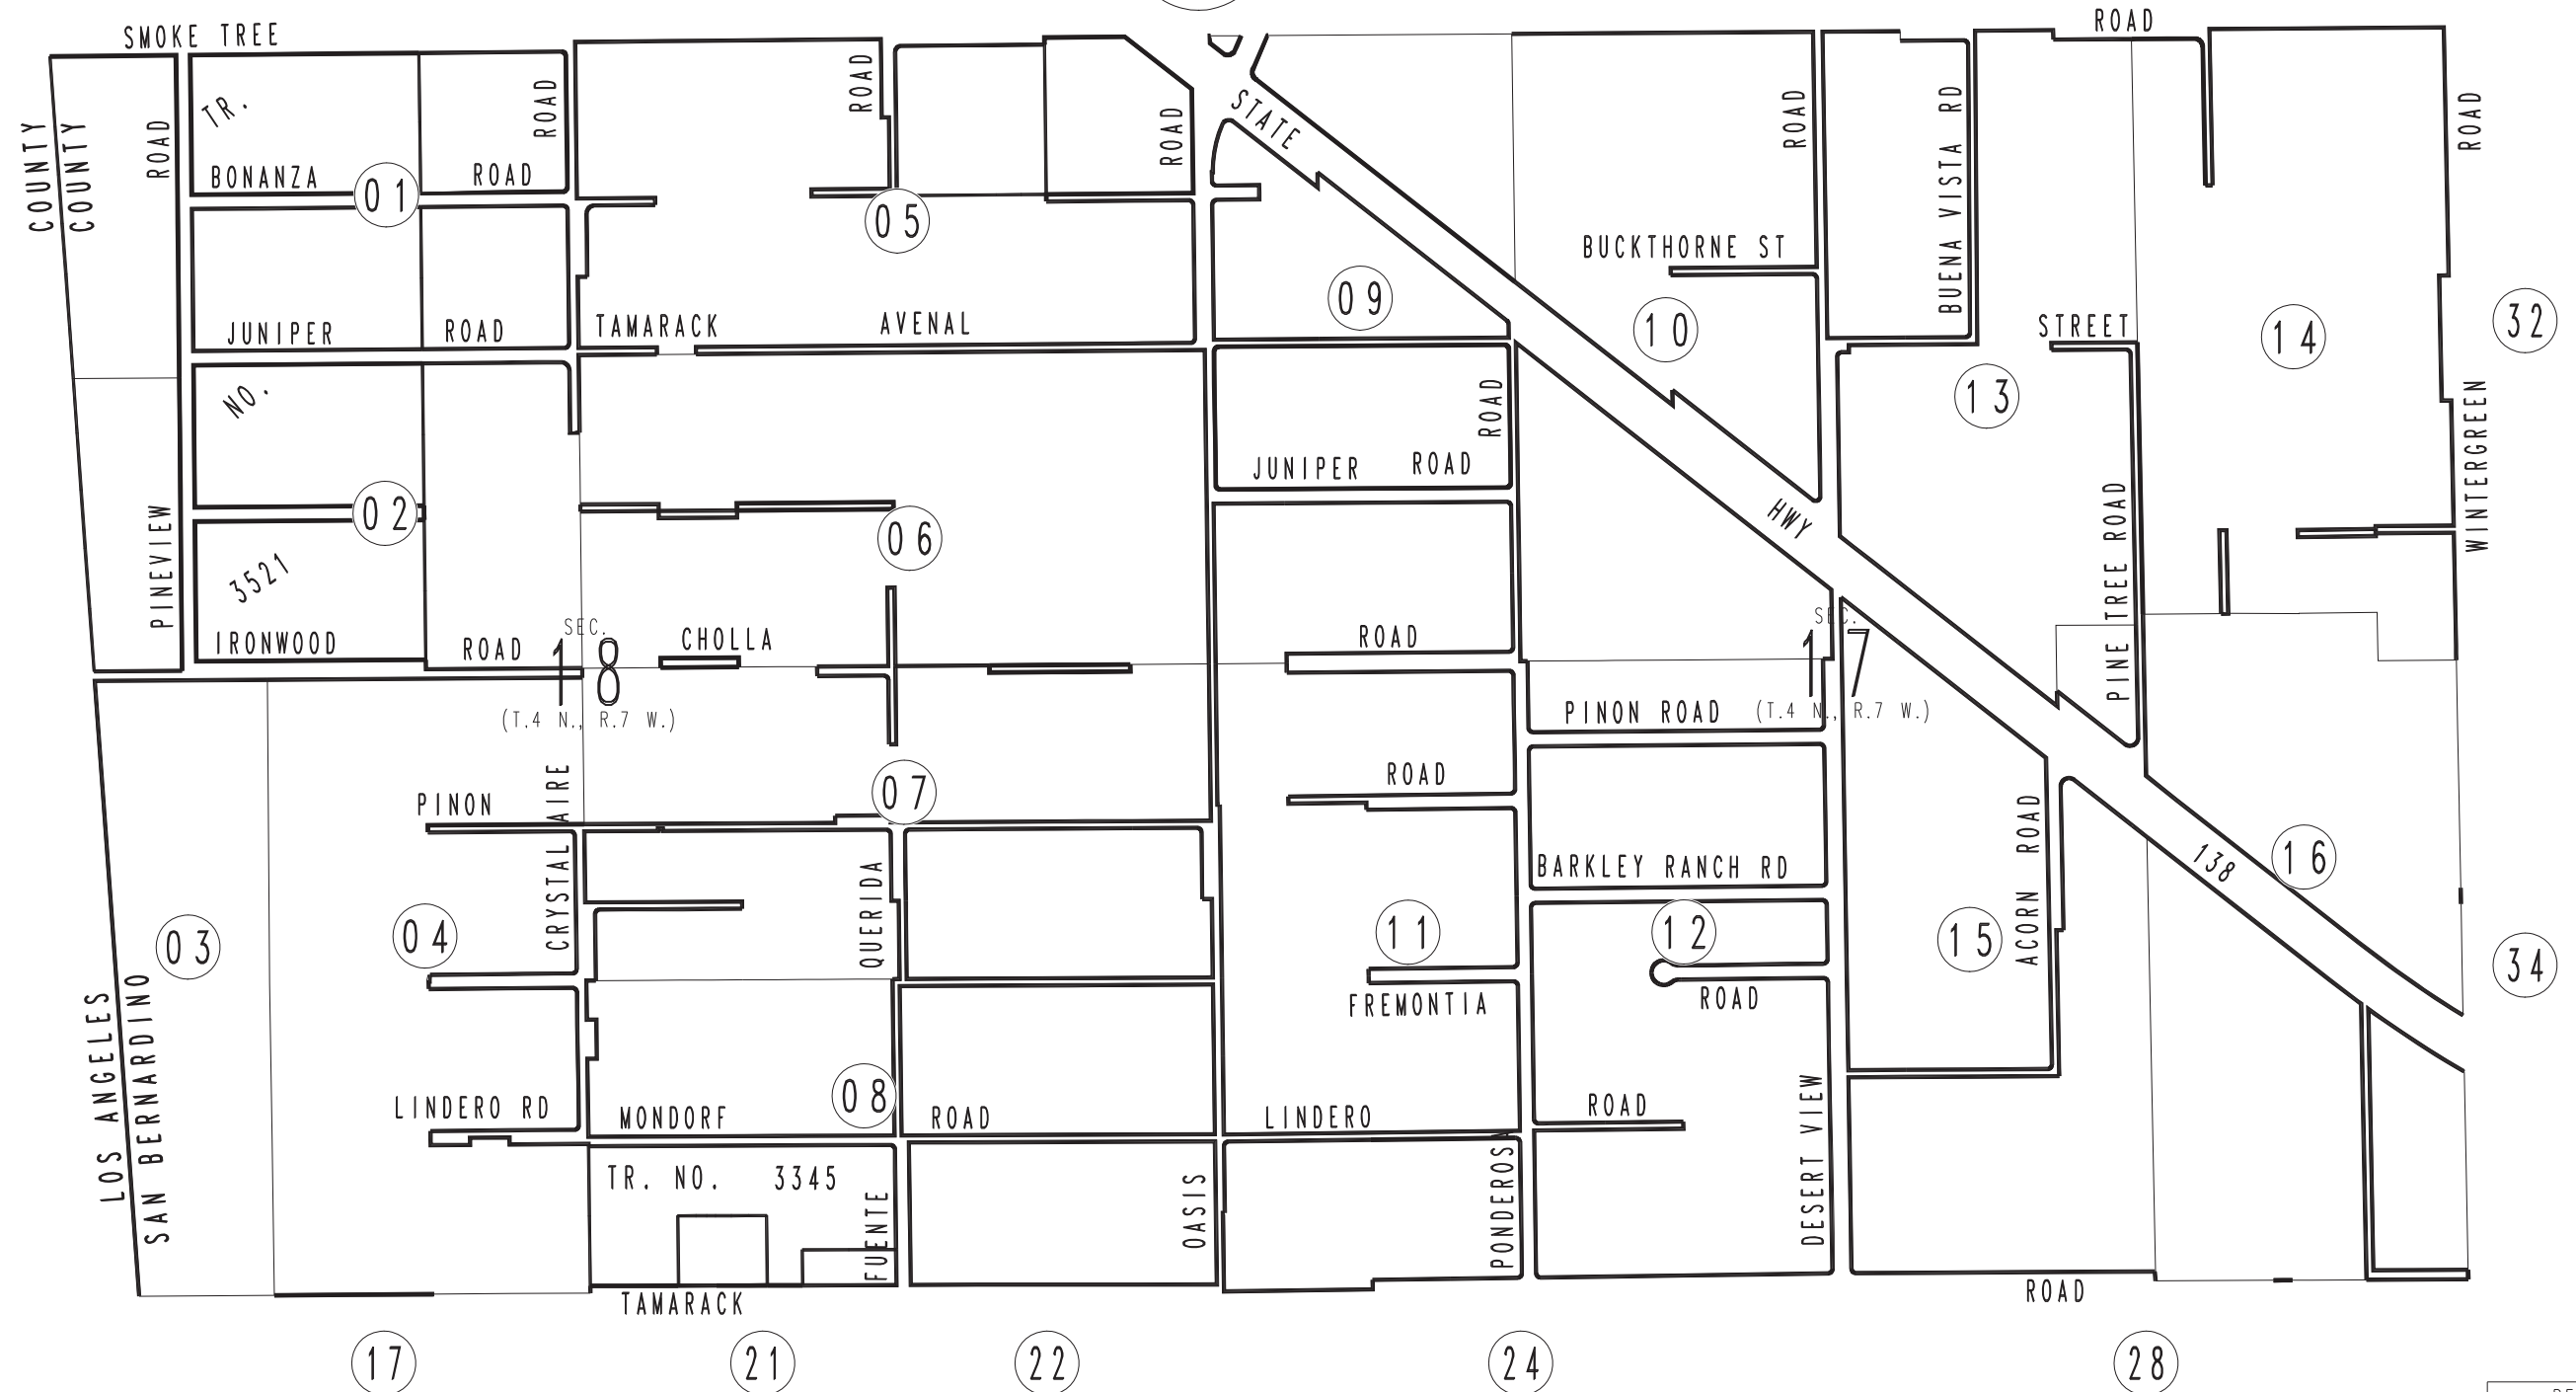 SMOKE TREE
ROAD
COUNTY
COUNTY
ROAD
TR.
ROAD
ROAD
ROAD
STATE
ROAD
BUENA VISTA RD
ROAD
BONANZA ROAD
01
05
BUCKTHORNE ST
09
10
14
32
JUNIPER ROAD
TAMARACK AVENAL
STREET
NO.
ROAD
13
WINTERGREEN
JUNIPER ROAD
02
06
HWY
PINEVIEW
3521
PINE TREE ROAD
IRONWOOD ROAD
SEC.
18
(T.4 N., R.7 W.)
CHOLLA
ROAD
SEC.
17
(T.4 N., R.7 W.)
PINON ROAD
PINON
CRYSTAL AIRE
07
ROAD
QUERIDA
BARKLEY RANCH RD
ACORN ROAD
138
16
03
04
11
12
15
34
FREMONTIA
ROAD
LOS ANGELES
SAN BERNARDINO
LINDERO RD
MONDORF
08
ROAD
LINDERO
ROAD
DESERT VIEW
TR. NO. 3345
FUENTE
OASIS
PONDEROSA
TAMARACK
ROAD
17
21
22
24
28